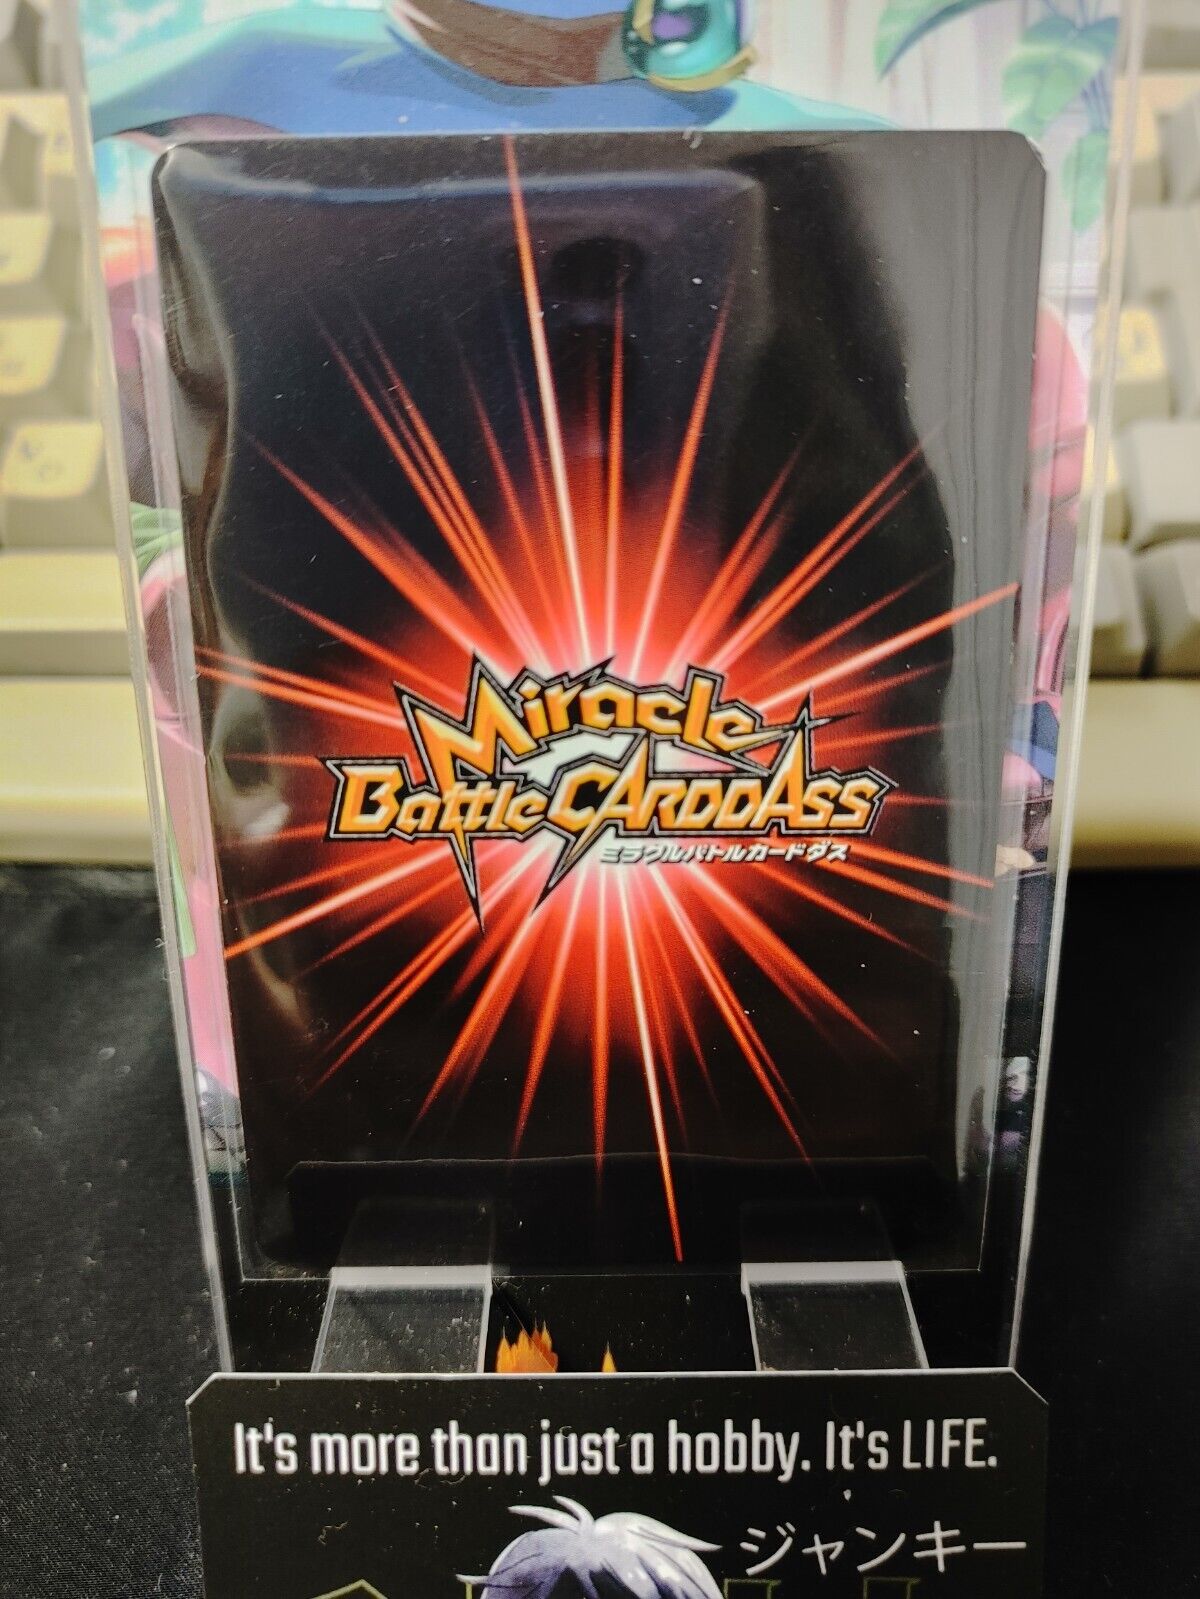 Miracle
Battle CARDDASS
ミラクルバトルカードダス
It's more than just a hobby. It's LIFE.
ジャンキー